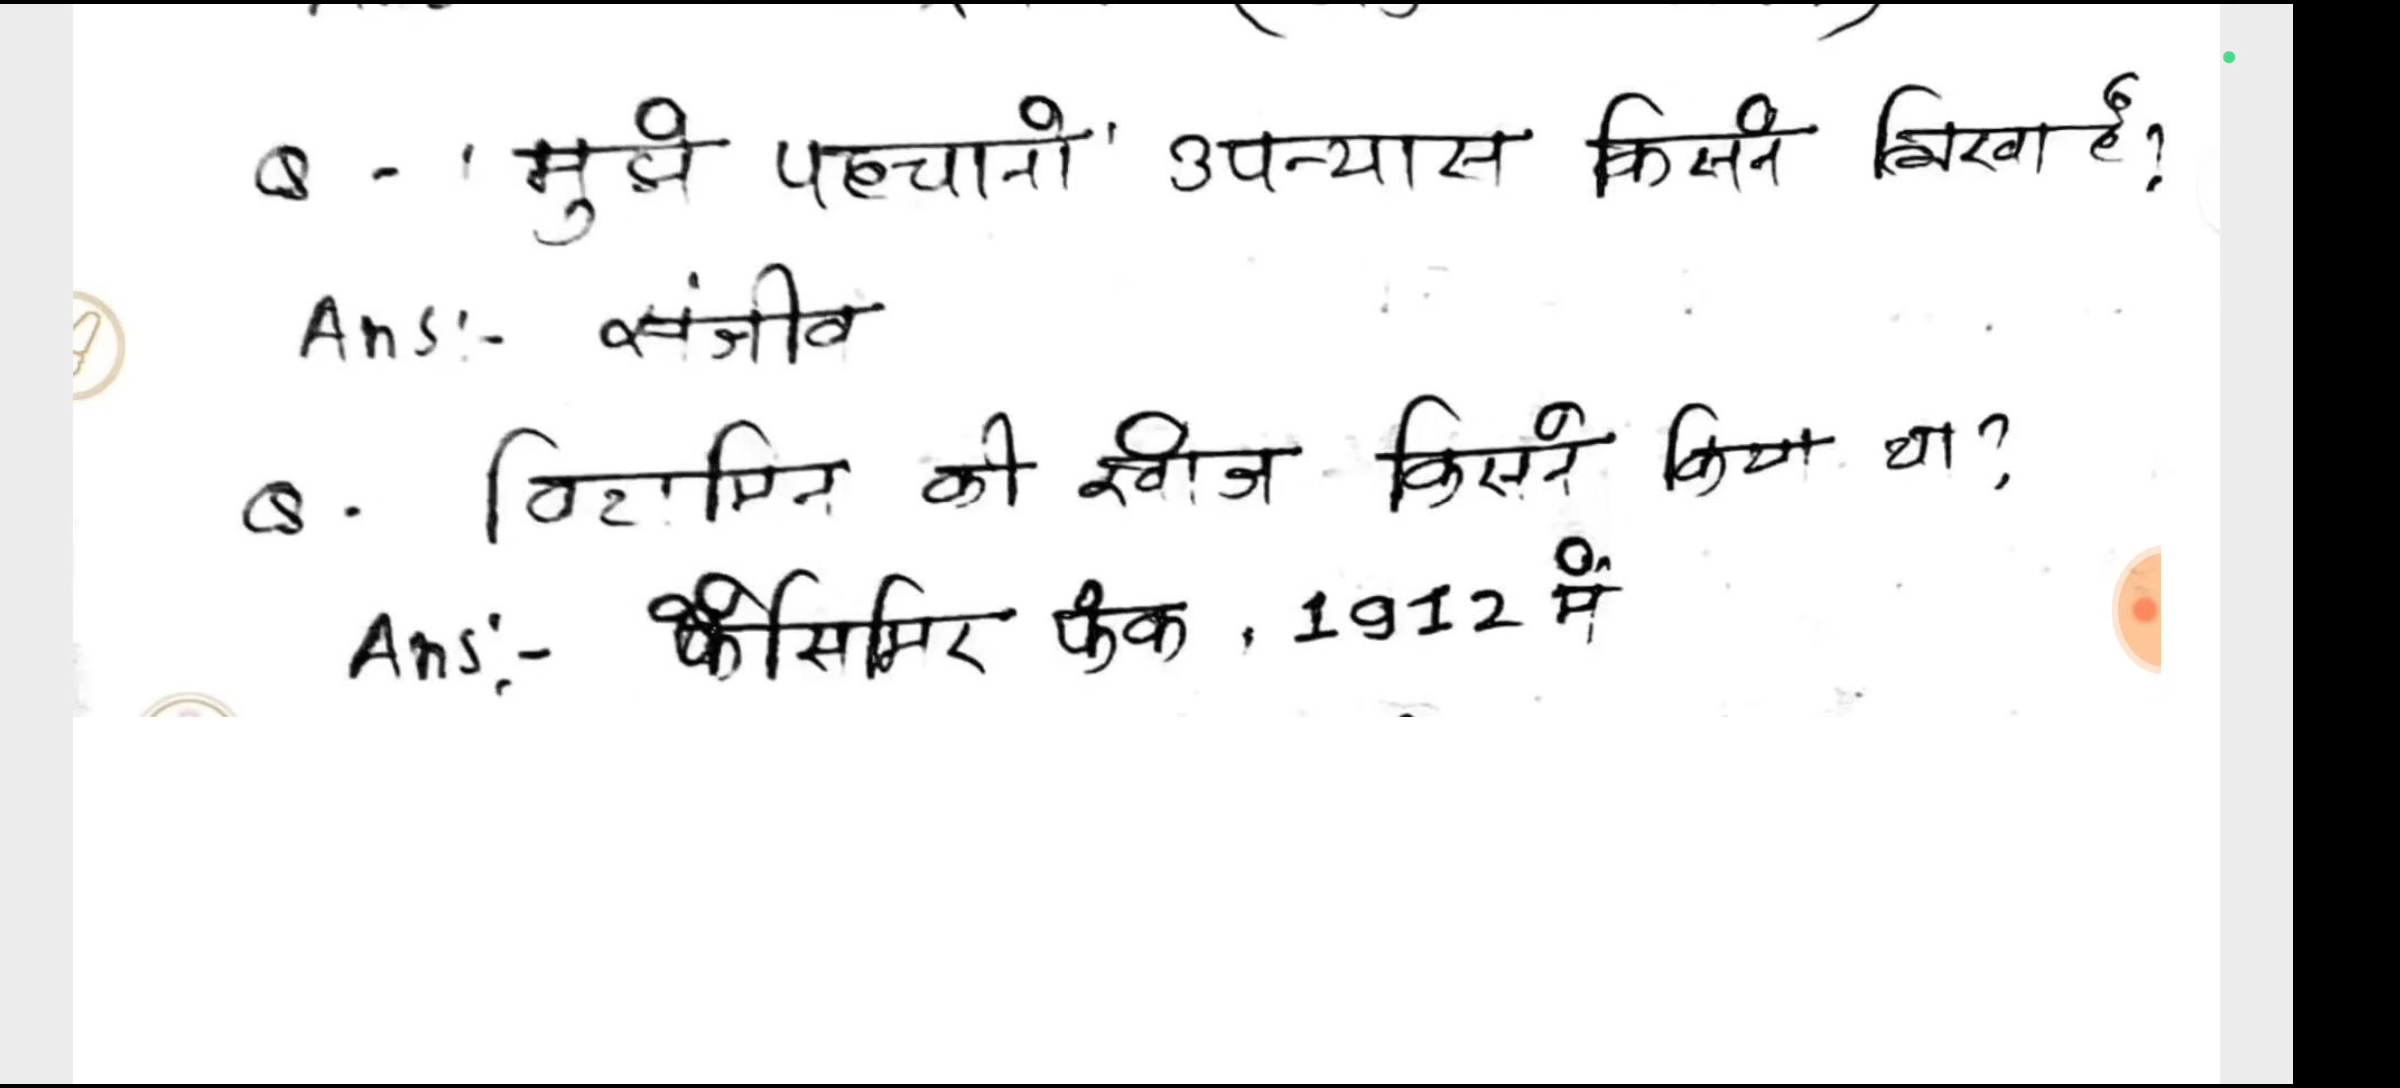 Q - 'मुझे पहचानो' उपन्यास किसने लिखा है?
Ans:- संजीव
Q. विटामिन की खोज किसने किया था?
Ans:- कैसिमिर फंक, 1912 में